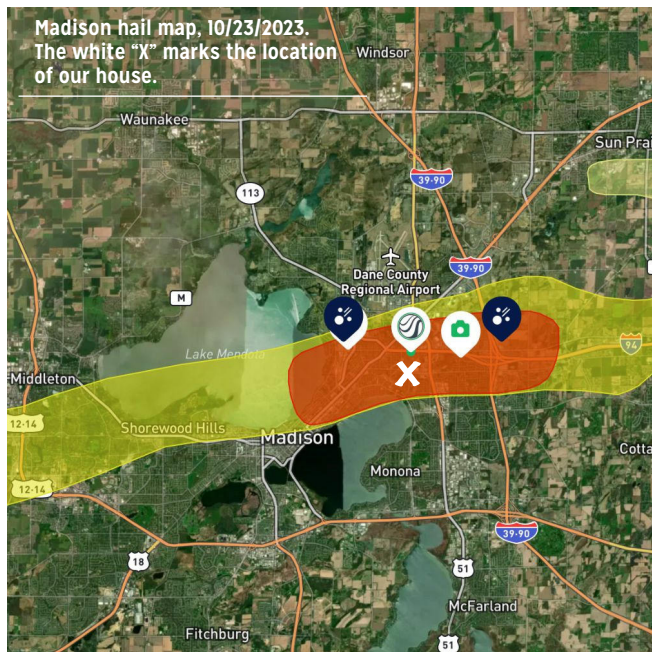 Madison hail map, 10/23/2023.
The white “X” marks the location
of our house.
Windsor
Waunakee
Sun Prai
39-90
113
Dane County
Regional Airport
39-90
M
X
94
Lake Mendota
Middleton
12-14
Shorewood Hills
Madison
Cotta
Monona
12-14
39-90
18
51
McFarland
Fitchburg
51